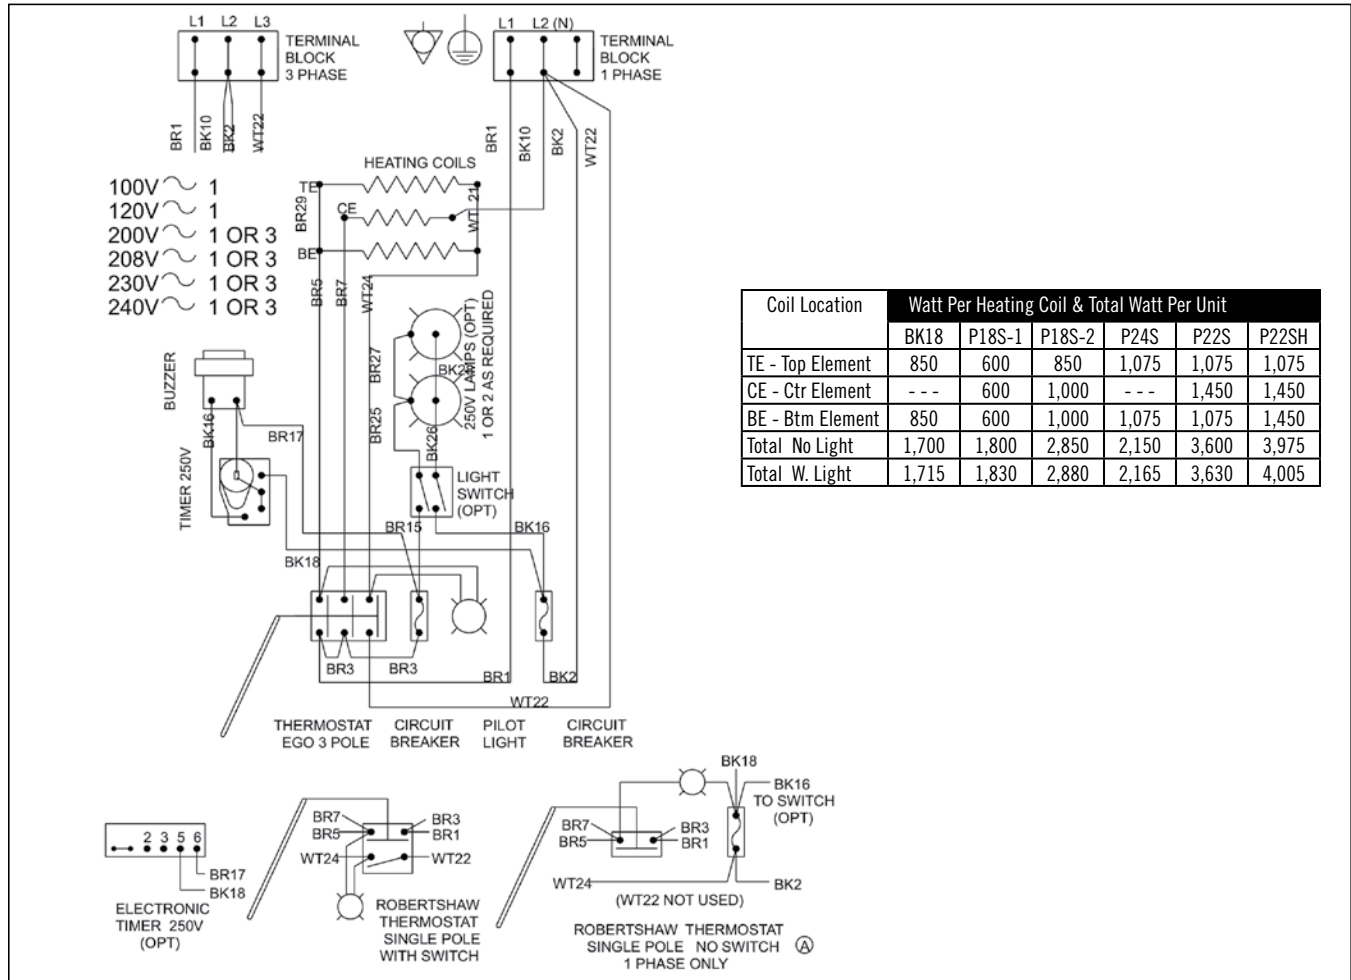 L1 L2 L3
TERMINAL
BLOCK
3 PHASE
L1 L2 (N)
TERMINAL
BLOCK
1 PHASE
BR1
BK10
BK2
WT22
BR1
BK10
BK2
WT22
HEATING COILS
100V 1
120V 1
200V 1 OR 3
208V 1 OR 3
230V 1 OR 3
240V 1 OR 3
TE
BR29
CE
WT 21
BE
BR5
BR7
WT24
250V LAMPS (OPT)
1 OR 2 AS REQUIRED
BR27
BR25
BK26
BUZZER
BK16
BR17
TIMER 250V
LIGHT
SWITCH
(OPT)
BR15
BK16
BK18
BR3
BR3
BR1
BK2
WT22
THERMOSTAT
EGO 3 POLE
CIRCUIT
BREAKER
PILOT
LIGHT
CIRCUIT
BREAKER
2 3 5 6
BR17
BK18
ELECTRONIC
TIMER 250V
(OPT)
BR7
BR5
BR3
BR1
WT24
WT22
ROBERTSHAW
THERMOSTAT
SINGLE POLE
WITH SWITCH
BK18
BK16
TO SWITCH
(OPT)
BR7
BR5
BR3
BR1
WT24
BK2
(WT22 NOT USED)
ROBERTSHAW THERMOSTAT
SINGLE POLE NO SWITCH A
1 PHASE ONLY
Coil Location Watt Per Heating Coil & Total Watt Per Unit
BK18 P18S-1 P18S-2 P24S P22S P22SH
TE - Top Element 850 600 850 1,075 1,075 1,075
CE - Ctr Element - - - 600 1,000 - - - 1,450 1,450
BE - Btm Element 850 600 1,000 1,075 1,075 1,450
Total No Light 1,700 1,800 2,850 2,150 3,600 3,975
Total W. Light 1,715 1,830 2,880 2,165 3,630 4,005